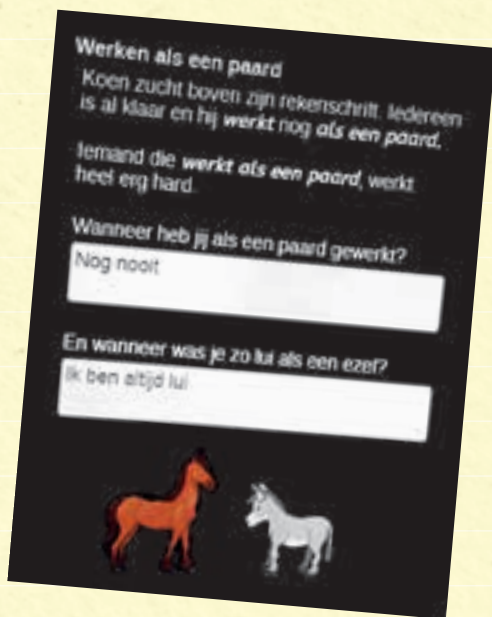 Werken als een paard
Koen zucht boven zijn rekenschrift. Iedereen
is al klaar en hij werkt nog als een paard.
Iemand die werkt als een paard, werkt
heel erg hard.
Wanneer heb jij als een paard gewerkt?
Nog nooit
En wanneer was je zo lui als een ezel?
Ik ben altijd lui